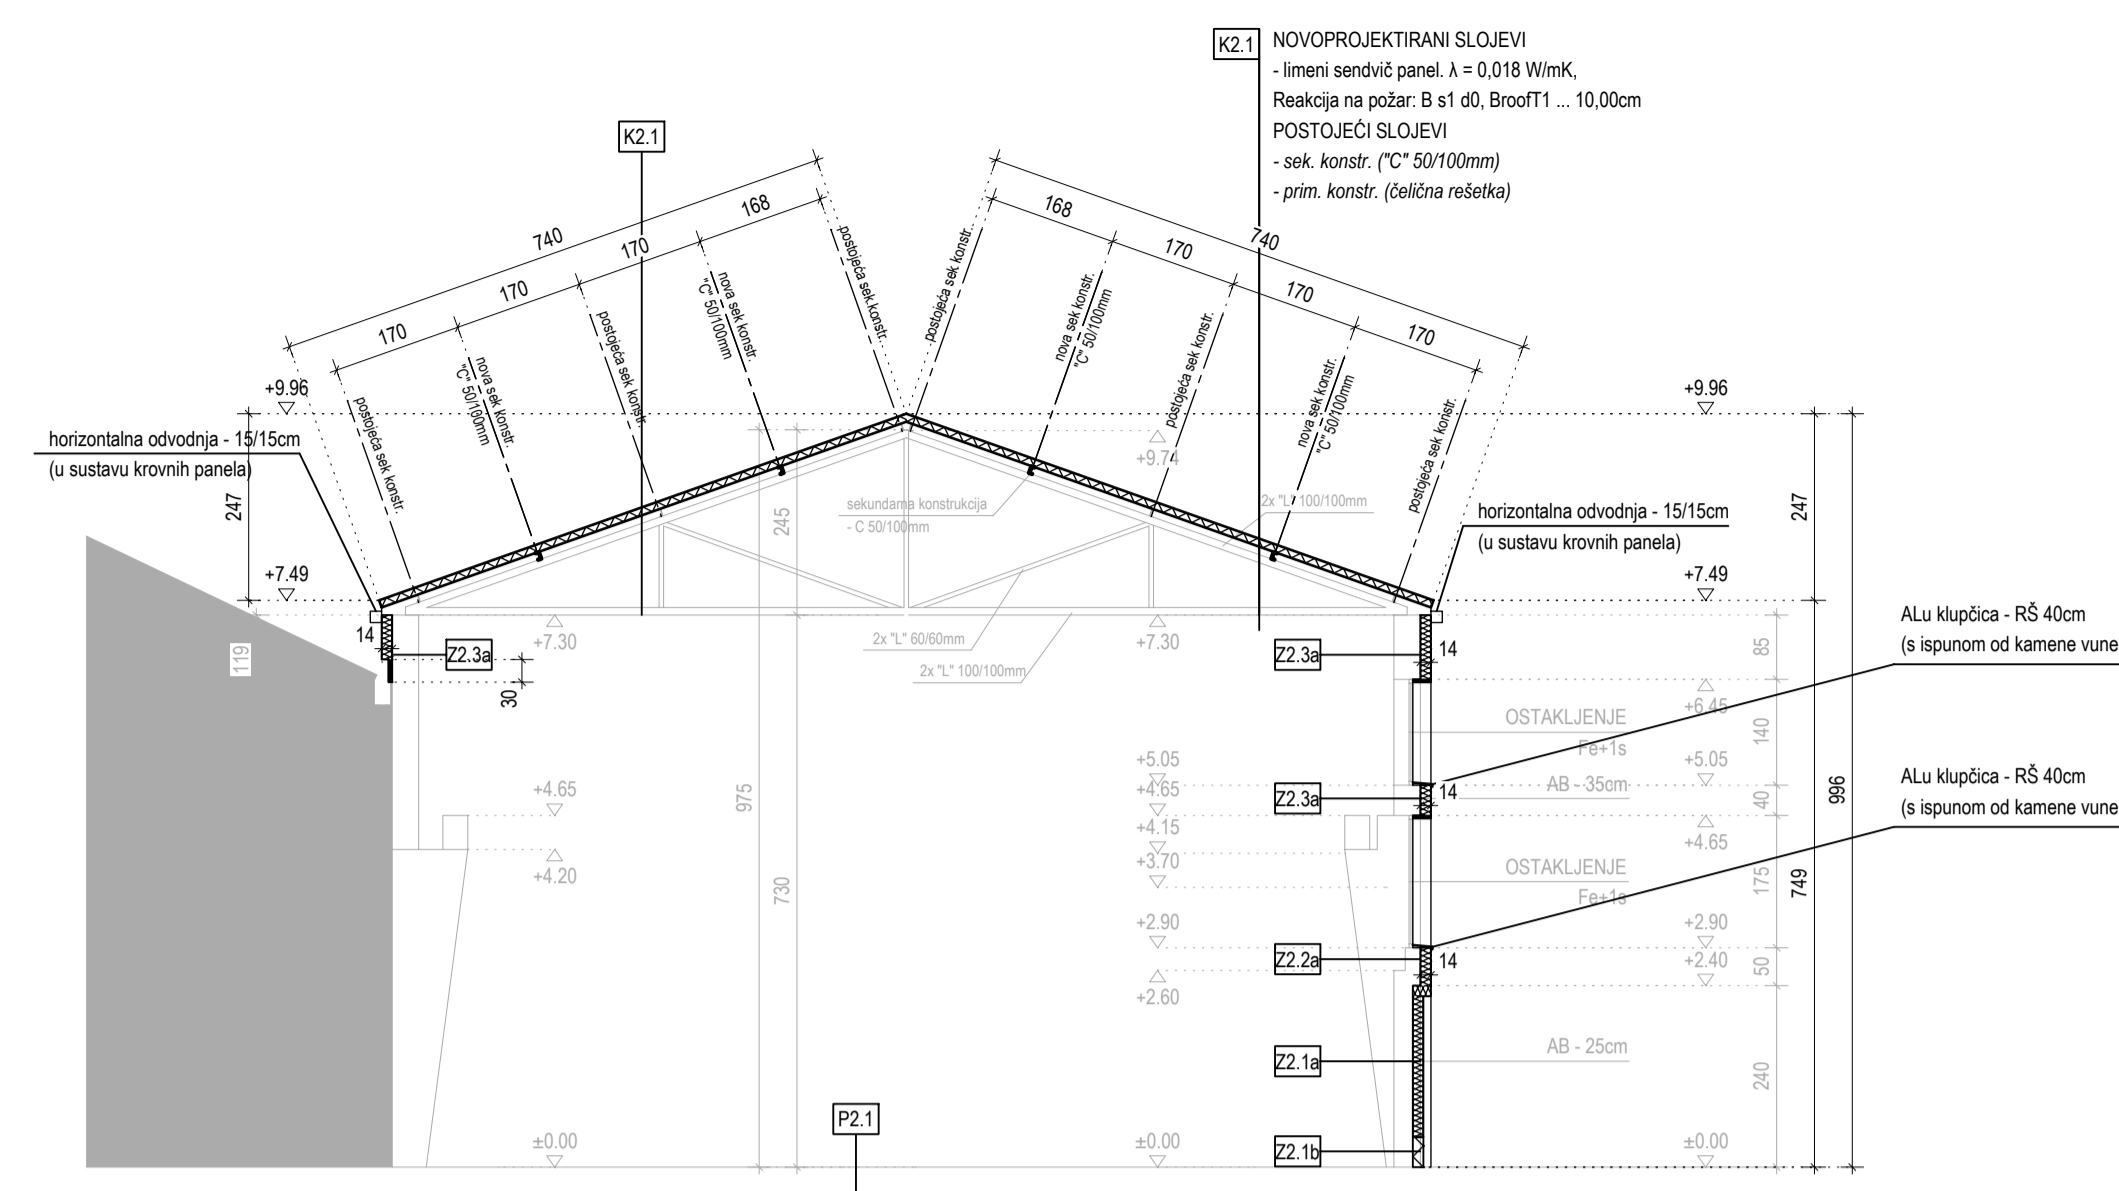 K2.1
NOVOPROJEKTIRANI SLOJEVI
- limeni sendvič panel. λ = 0,018 W/mK,
Reakcija na požar: B s1 d0, BroofT1 ... 10,00cm
POSTOJEĆI SLOJEVI
- sek. konstr. ("C" 50/100mm)
- prim. konstr. (čelična rešetka)
K2.1
740
168
170
170
170
740
168
170
170
170
postojeća sek konstr.
nova sek konstr.
"C" 50/100mm
postojeća sek konstr.
nova sek konstr.
"C" 50/100mm
postojeća sek.konstr.
postojeća sek konstr.
nova sek konstr.
"C" 50/100mm
postojeća sek konstr.
nova sek konstr.
"C" 50/100mm
postojeća sek konstr.
+9.96
+9.96
horizontalna odvodnja - 15/15cm
(u sustavu krovnih panela)
247
+7.49
+9.74
sekundarna konstrukcija
- C 50/100mm
245
2x "L" 100/100mm
247
horizontalna odvodnja - 15/15cm
(u sustavu krovnih panela)
+7.49
14
Z2.3a
30
119
+7.30
2x "L" 60/60mm
2x "L" 100/100mm
+7.30
Z2.3a
14
85
ALu klupčica - RŠ 40cm
(s ispunom od kamene vune
+6.45
OSTAKLJENJE
Fe+1s
140
+5.05
+5.05
+4.65
+4.65
Z2.3a
14
AB - 35cm
40
975
996
ALu klupčica - RŠ 40cm
(s ispunom od kamene vune
+4.15
+4.65
+3.70
+4.20
OSTAKLJENJE
Fe+1s
175
749
730
+2.90
+2.90
Z2.2a
14
+2.40
50
+2.60
Z2.1a
AB - 25cm
240
P2.1
±0.00
±0.00
Z2.1b
±0.00